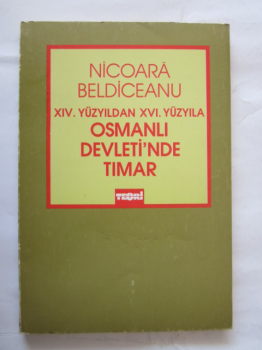 NİCOARĂ
BELDİCEANU
XIV. YÜZYILDAN XVI. YÜZYILA
OSMANLI
DEVLETİ'NDE
TIMAR
TEORİ